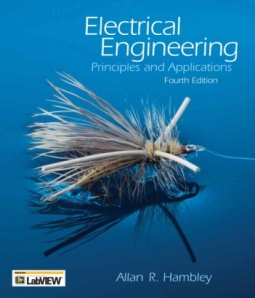 Electrical
Engineering
Principles and Applications
Fourth Edition
LabVIEW
Allan R. Hambley